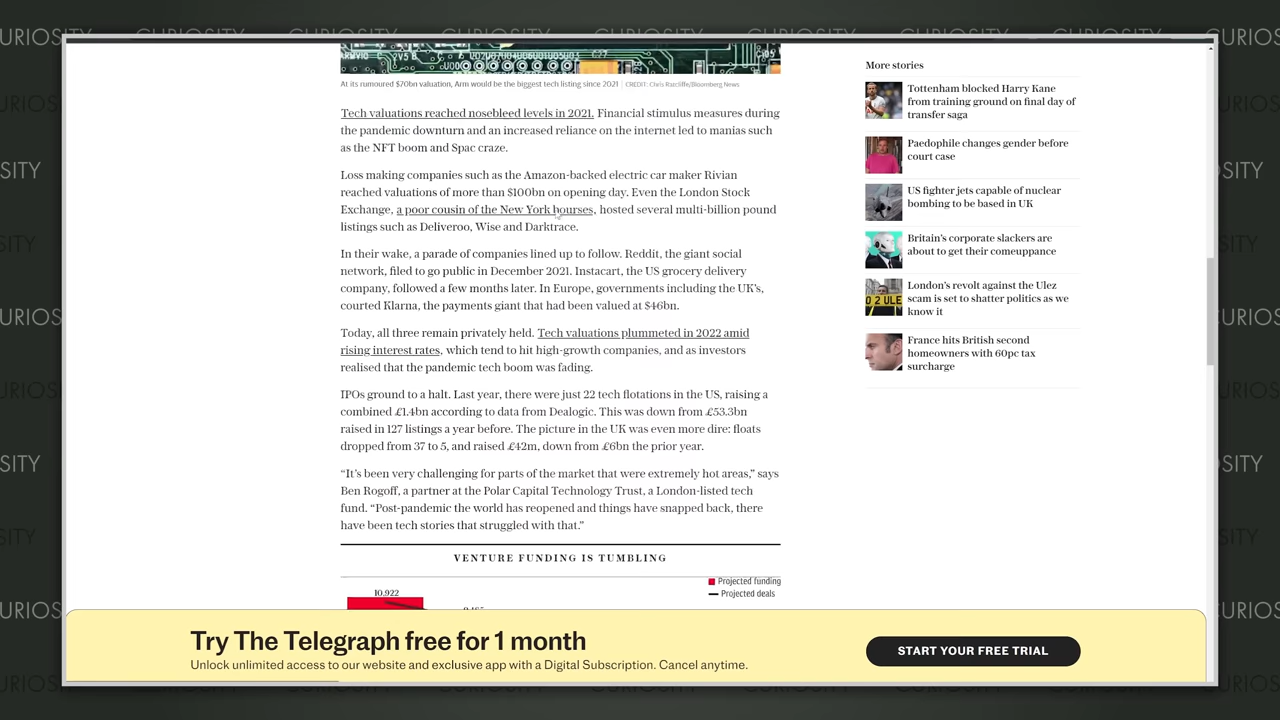 CURIOSITY
ARMYIO
V5 B
C27
C105
At its rumoured $70bn valuation, Arm would be the biggest tech listing since 2021 | CREDIT: Chris Ratcliffe/Bloomberg News
Tech valuations reached nosebleed levels in 2021. Financial stimulus measures during
the pandemic downturn and an increased reliance on the internet led to manias such
as the NFT boom and Spac craze.
Loss making companies such as the Amazon-backed electric car maker Rivian
reached valuations of more than $100bn on opening day. Even the London Stock
Exchange, a poor cousin of the New York bourses, hosted several multi-billion pound
listings such as Deliveroo, Wise and Darktrace.
In their wake, a parade of companies lined up to follow. Reddit, the giant social
network, filed to go public in December 2021. Instacart, the US grocery delivery
company, followed a few months later. In Europe, governments including the UK's,
courted Klarna, the payments giant that had been valued at $46bn.
Today, all three remain privately held. Tech valuations plummeted in 2022 amid
rising interest rates, which tend to hit high-growth companies, and as investors
realised that the pandemic tech boom was fading.
IPOs ground to a halt. Last year, there were just 22 tech flotations in the US, raising a
combined £1.4bn according to data from Dealogic. This was down from £53.3bn
raised in 127 listings a year before. The picture in the UK was even more dire: floats
dropped from 37 to 5, and raised £42m, down from £6bn the prior year.
“It's been very challenging for parts of the market that were extremely hot areas,” says
Ben Rogoff, a partner at the Polar Capital Technology Trust, a London-listed tech
fund. “Post-pandemic the world has reopened and things have snapped back, there
have been tech stories that struggled with that.”
VENTURE FUNDING IS TUMBLING
Projected funding
Projected deals
10,922
More stories
Tottenham blocked Harry Kane
from training ground on final day of
transfer saga
Paedophile changes gender before
court case
US fighter jets capable of nuclear
bombing to be based in UK
Britain's corporate slackers are
about to get their comeuppance
O 2 ULE
London's revolt against the Ulez
scam is set to shatter politics as we
know it
France hits British second
homeowners with 60pc tax
surcharge
Try The Telegraph free for 1 month
Unlock unlimited access to our website and exclusive app with a Digital Subscription. Cancel anytime.
START YOUR FREE TRIAL